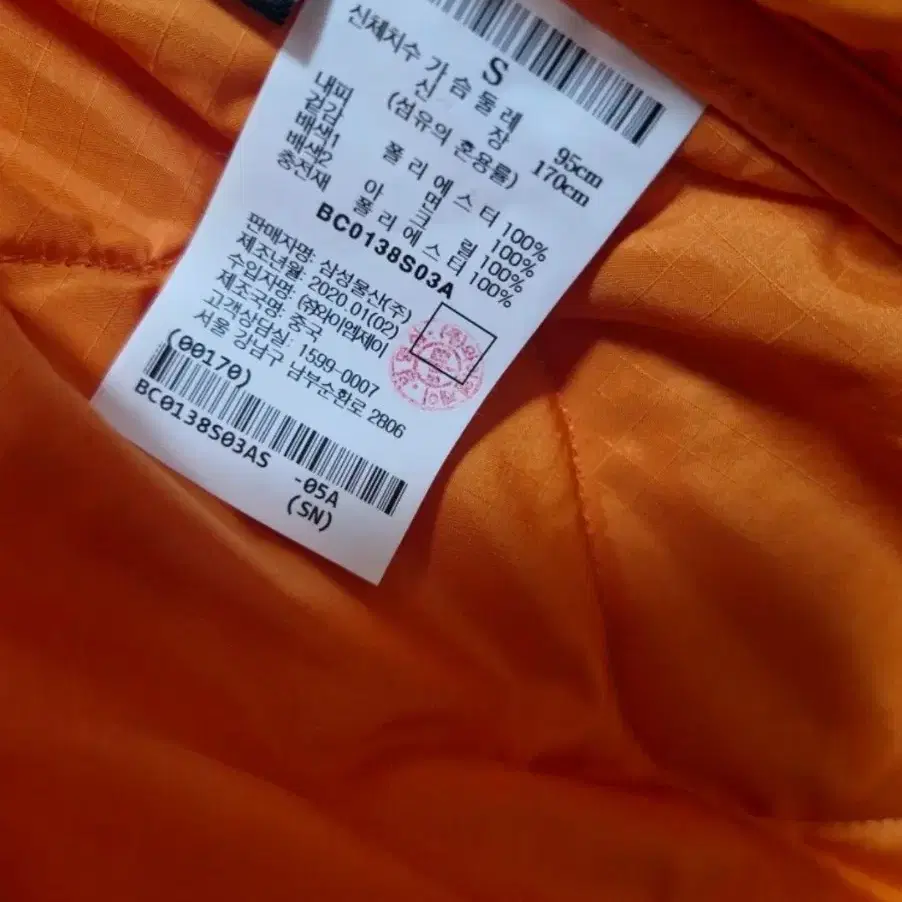 S
신체치수 가슴둘레 95cm
신장 170cm
(섬유의 혼용률)
내피
겉감 폴리에스터 100%
배색1 면 100%
배색2 아크릴 100%
충전재 폴리에스터 100%
BC0138S03A
판매자명: 삼성물산(주)
제조년월: 2020.01(02)
수입자명: ㈜와이엠제이
제조국명: 중국
고객상담실: 1599-0007
서울 강남구 남부순환로 2806
(00170)
BC0138S03AS
-05A
(SN)